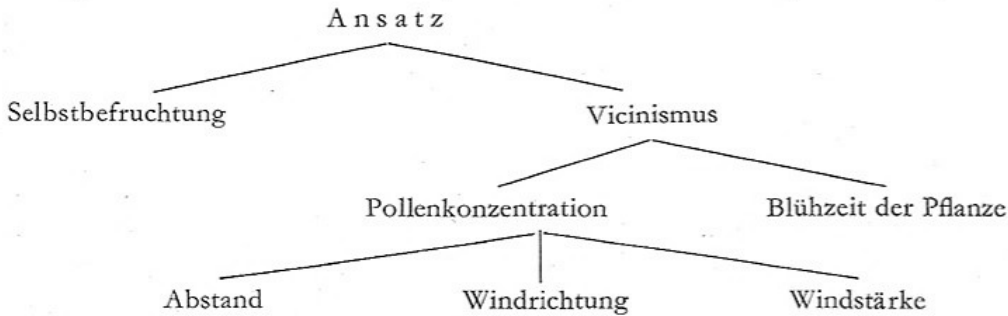 Ansatz
Selbstbefruchtung Vicinismus
Pollenkonzentration Blühzeit der Pflanze
Abstand Windrichtung Windstärke